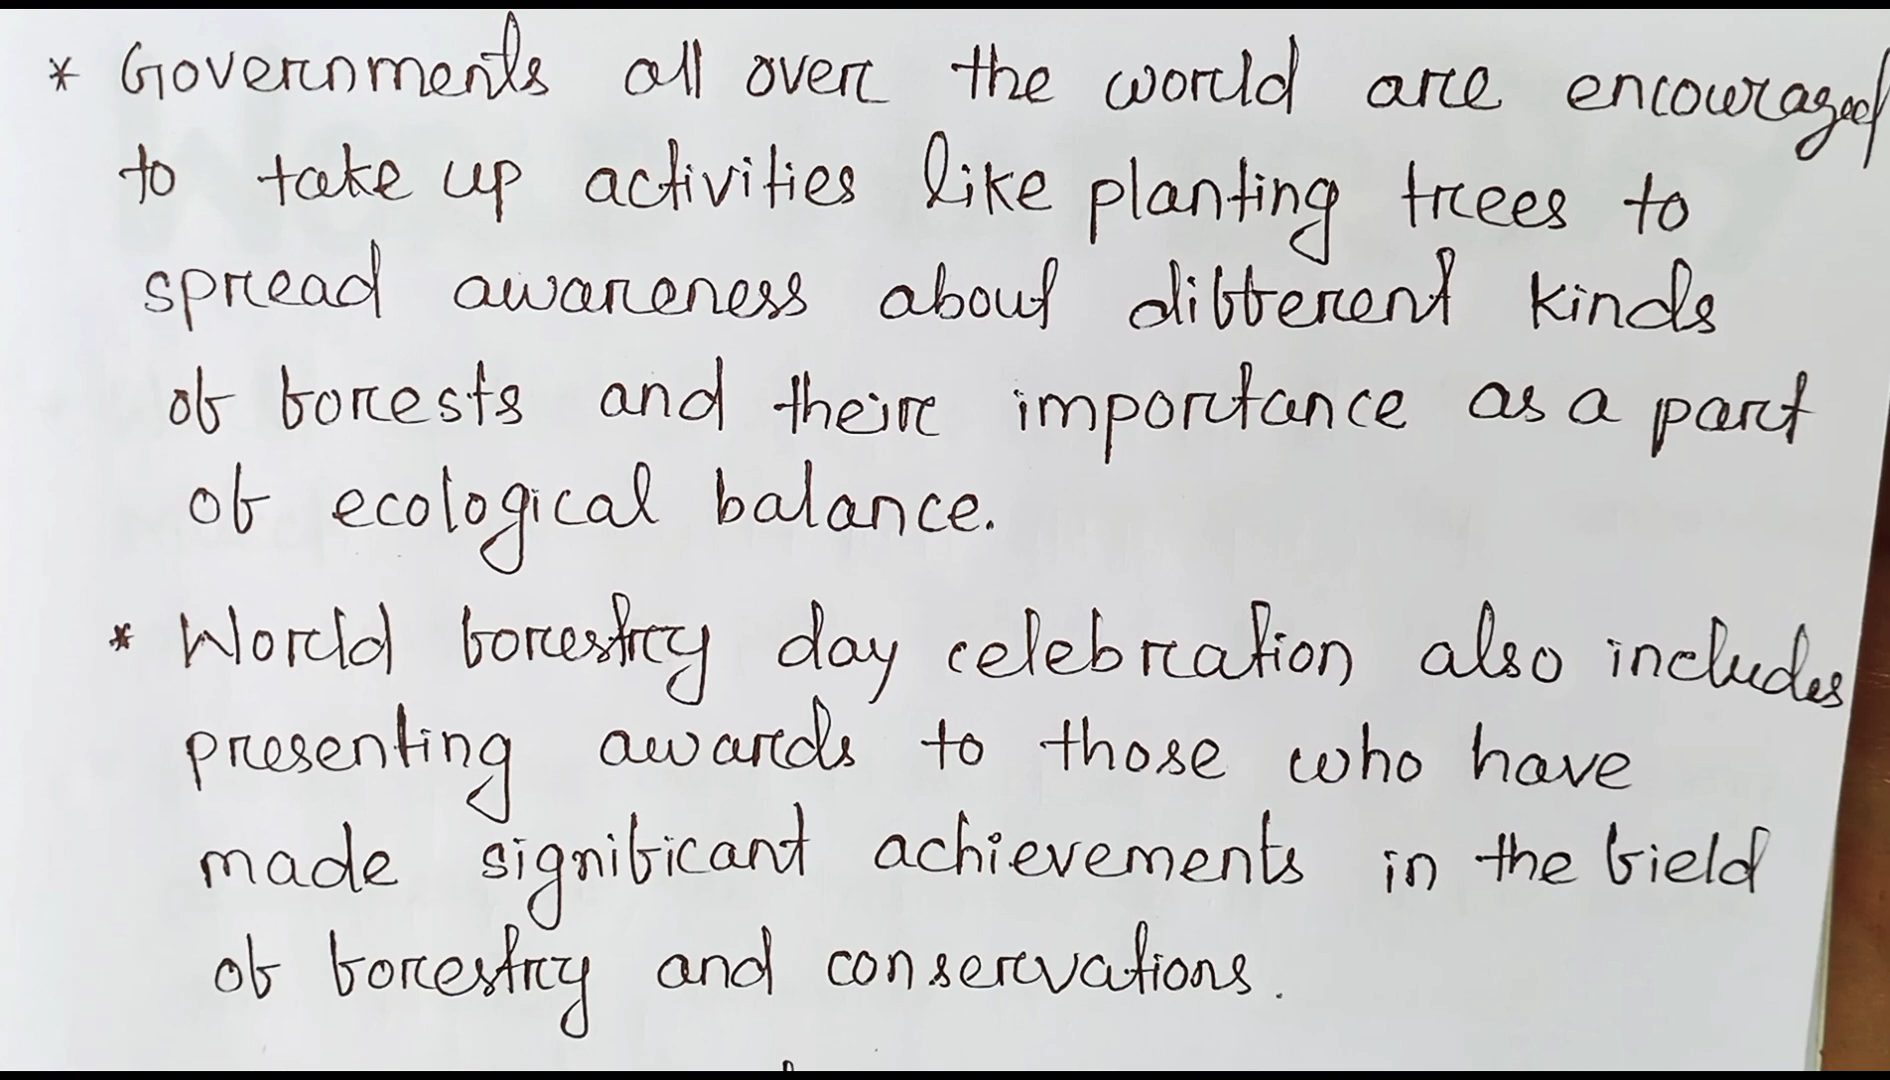 * Governments all over the world are encouraged
to take up activities like planting trees to
spread awareness about different kinds
of forests and their importance as a part
of ecological balance.
* World forestry day celebration also includes
presenting awards to those who have
made significant achievements in the field
of forestry and conservations.